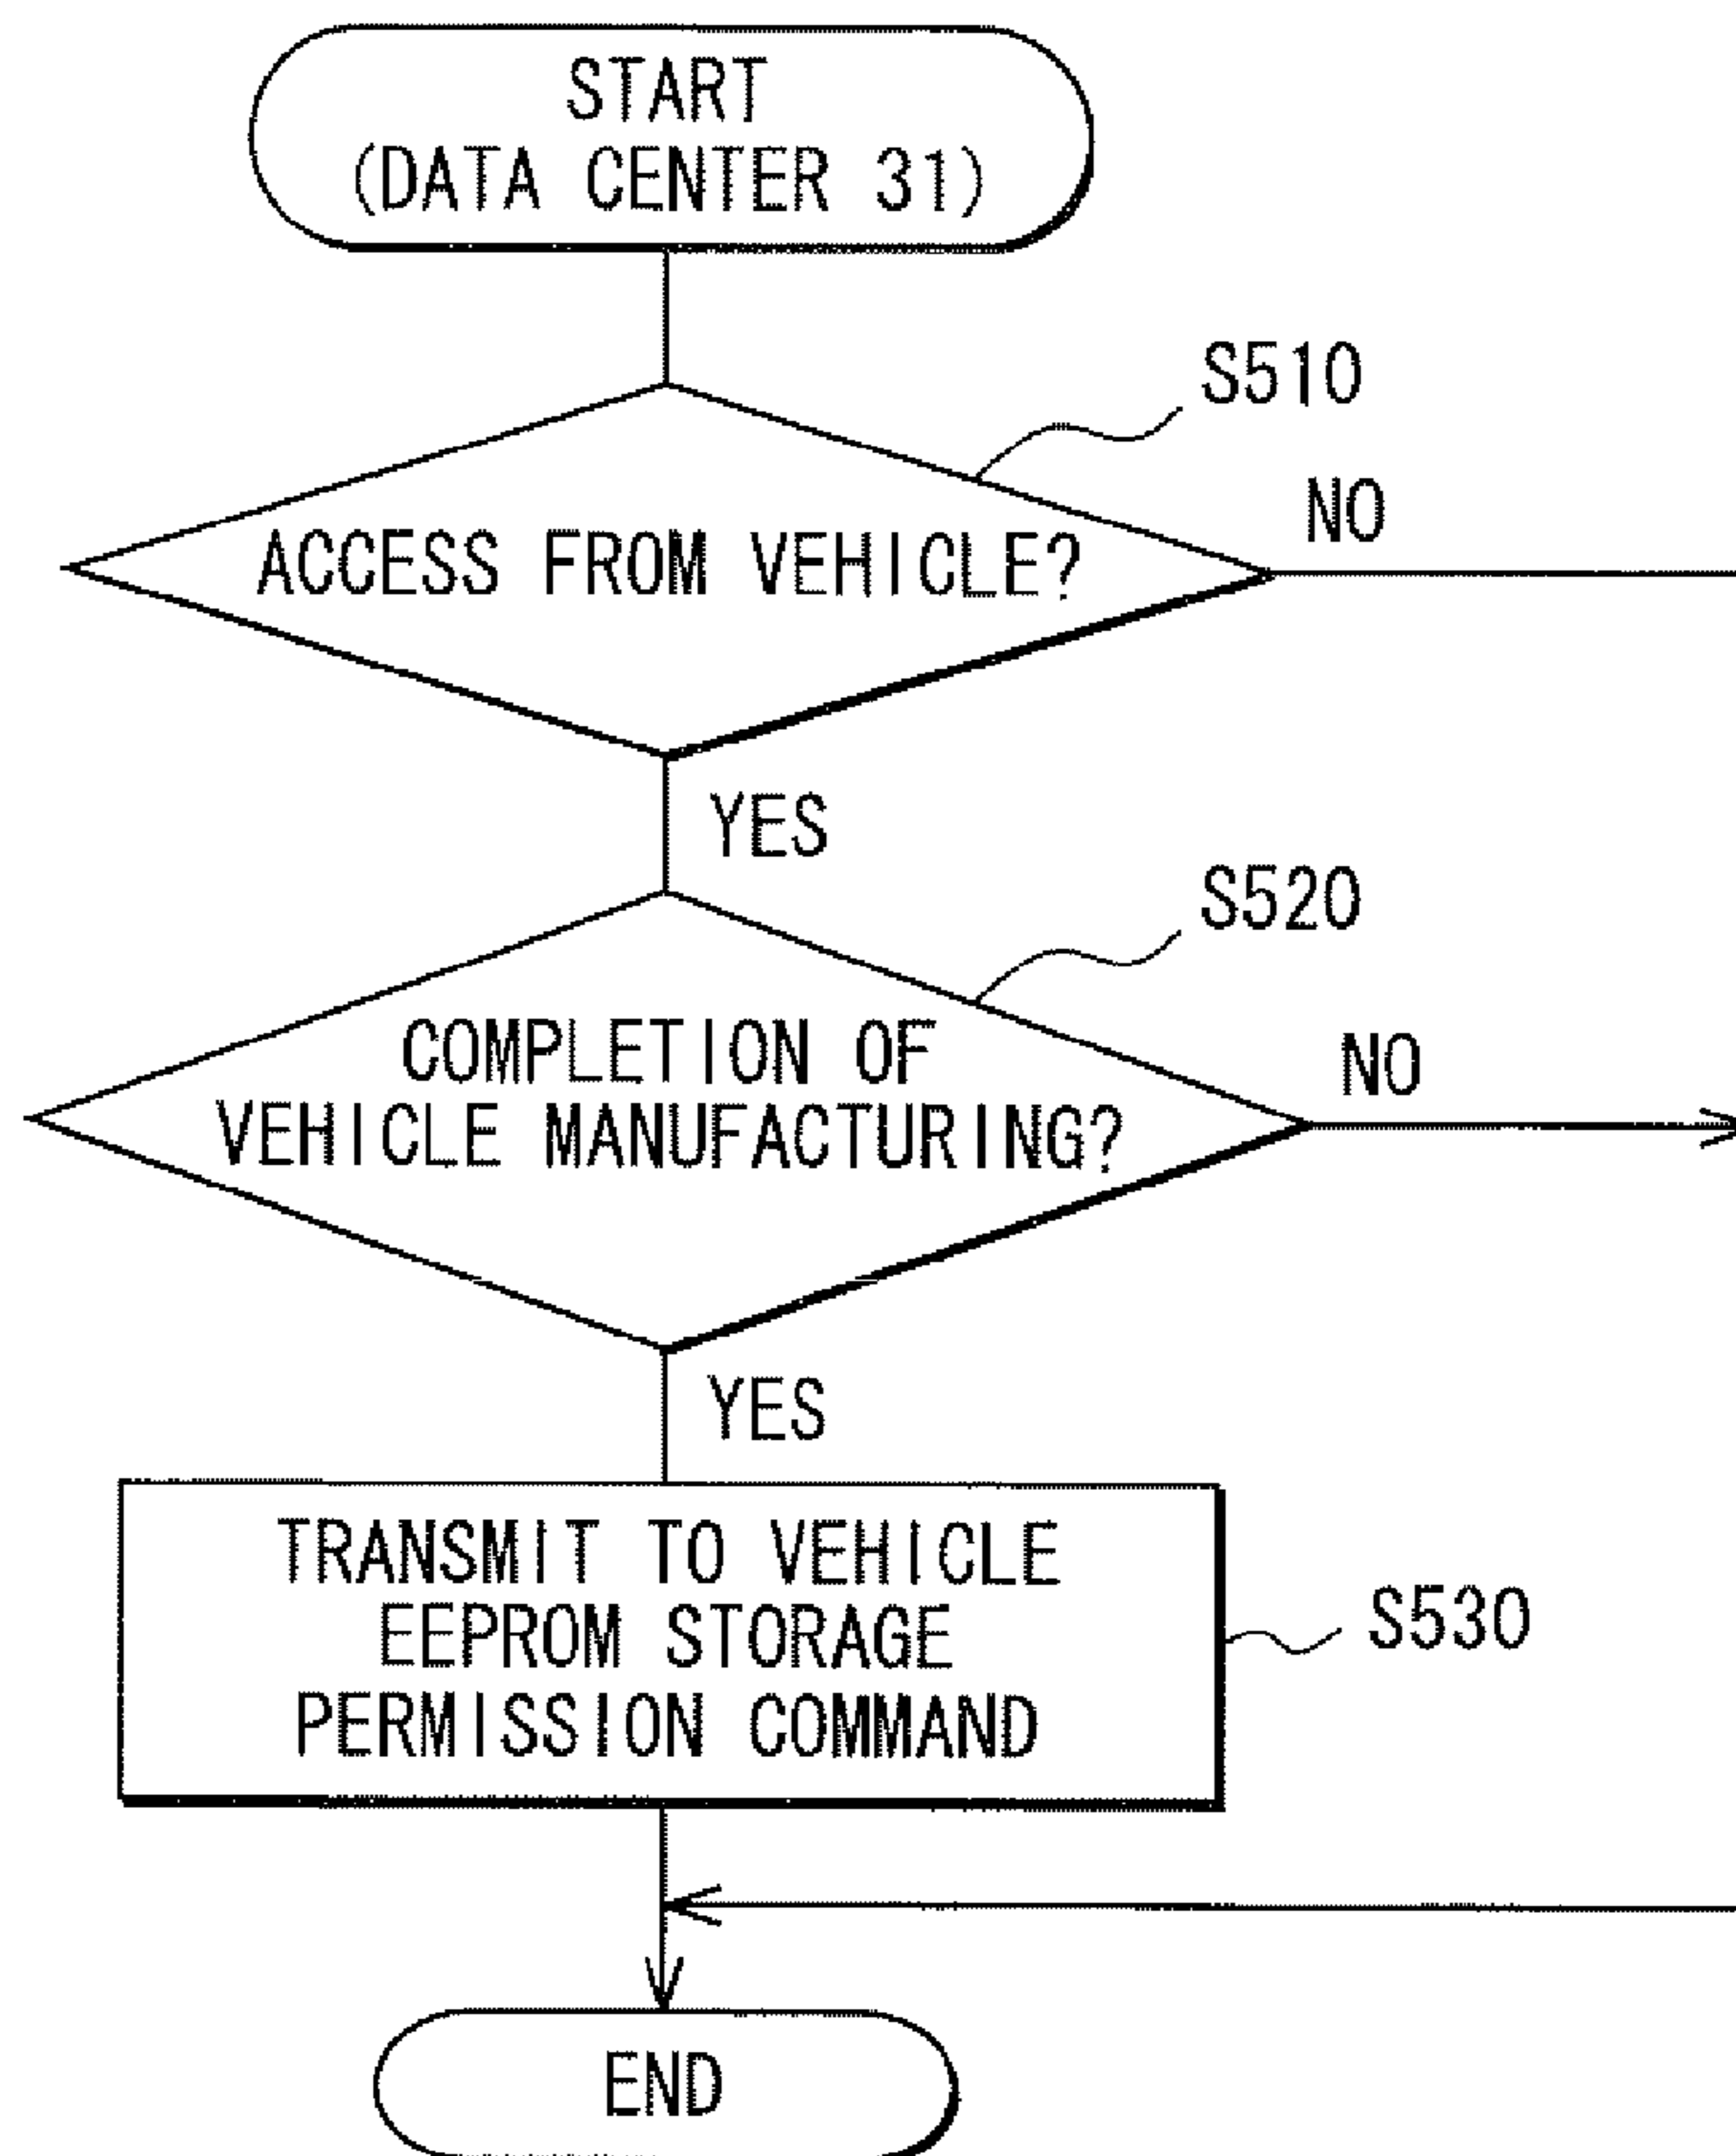 START
(DATA CENTER 31)
S510
NO
ACCESS FROM VEHICLE?
YES
S520
COMPLETION OF
NO
VEHICLE MANUFACTURING?
YES
TRANSMIT TO VEHICLE
EEPROM STORAGE
S530
PERMISSION COMMAND
END